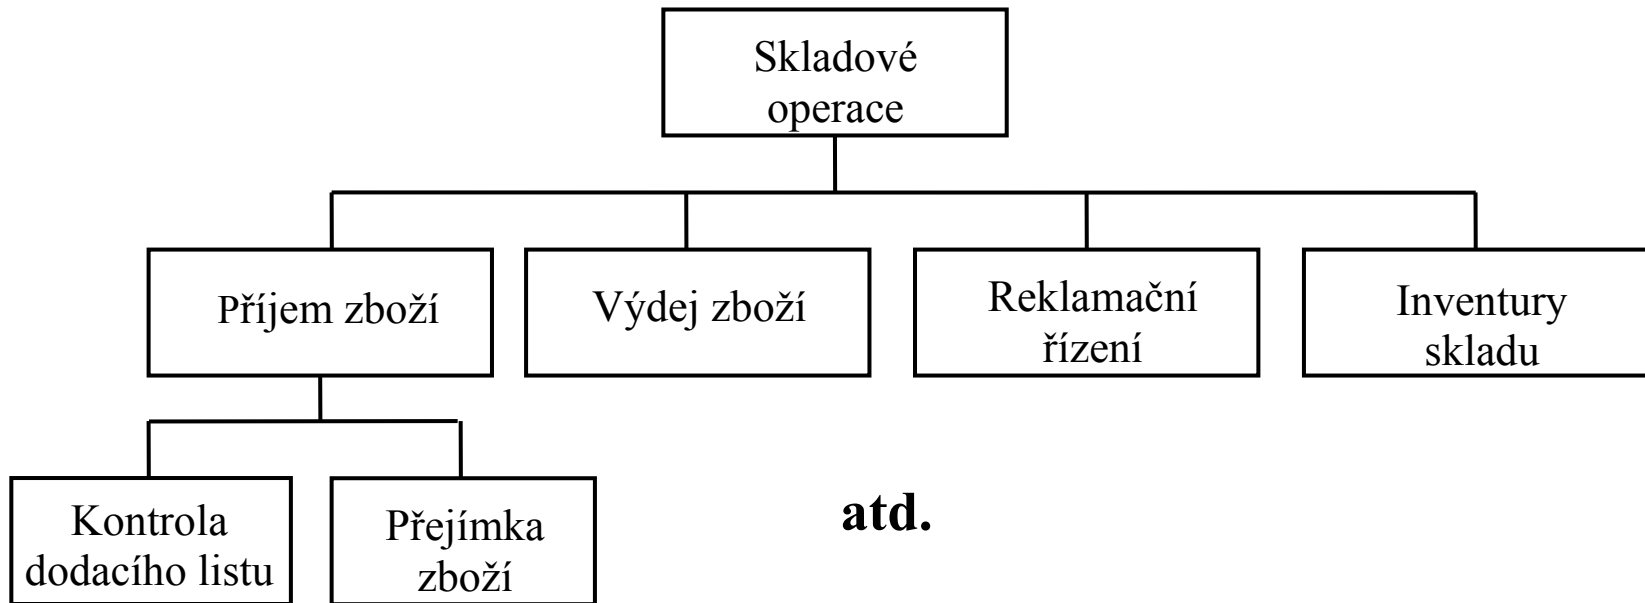 Skladové
operace
Příjem zboží
Výdej zboží
Reklamační
řízení
Inventury
skladu
Kontrola
dodacího listu
Přejímka
zboží
atd.